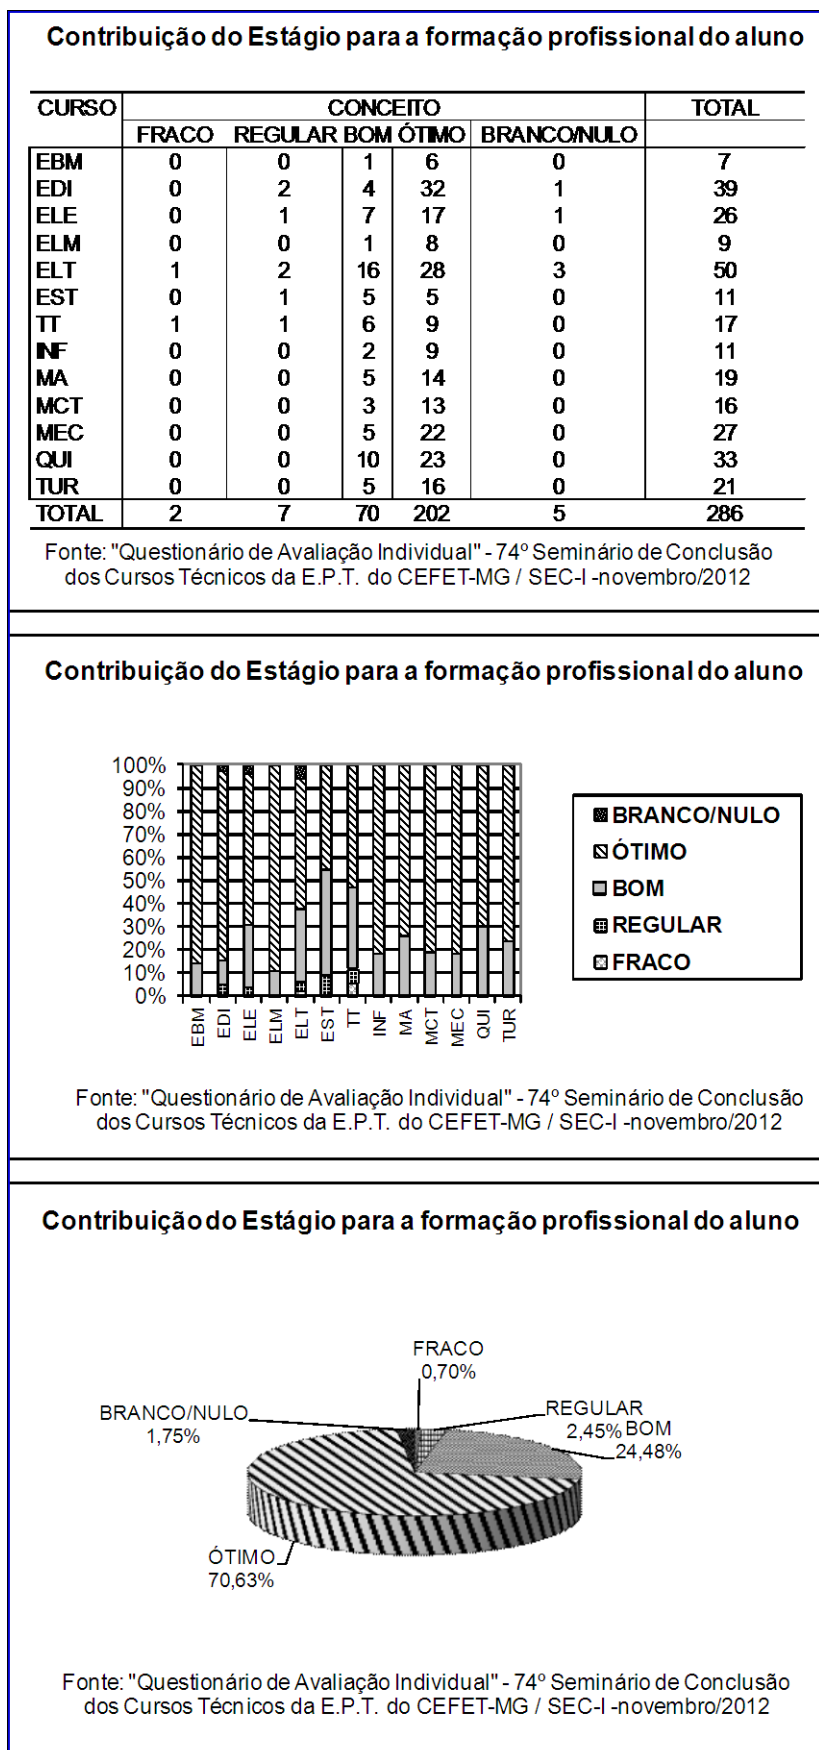 Contribuição do Estágio para a formação profissional do aluno
CURSO CONCEITO TOTAL
FRACO REGULAR BOM ÓTIMO BRANCO/NULO
EBM 0 0 1 6 0 7
EDI 0 2 4 32 1 39
ELE 0 1 7 17 1 26
ELM 0 0 1 8 0 9
ELT 1 2 16 28 3 50
EST 0 1 5 5 0 11
TT 1 1 6 9 0 17
INF 0 0 2 9 0 11
MA 0 0 5 14 0 19
MCT 0 0 3 13 0 16
MEC 0 0 5 22 0 27
QUI 0 0 10 23 0 33
TUR 0 0 5 16 0 21
TOTAL 2 7 70 202 5 286
Fonte: "Questionário de Avaliação Individual" - 74º Seminário de Conclusão
dos Cursos Técnicos da E.P.T. do CEFET-MG / SEC-I -novembro/2012
Contribuição do Estágio para a formação profissional do aluno
100%
90%
80%
70%
60%
50%
40%
30%
20%
10%
0%
EBM EDI ELE ELM ELT EST TT INF MA MCT MEC QUI TUR
BRANCO/NULO
ÓTIMO
BOM
REGULAR
FRACO
Fonte: "Questionário de Avaliação Individual" - 74º Seminário de Conclusão
dos Cursos Técnicos da E.P.T. do CEFET-MG / SEC-I -novembro/2012
Contribuição do Estágio para a formação profissional do aluno
FRACO
0,70%
REGULAR
2,45%
BOM
24,48%
BRANCO/NULO
1,75%
ÓTIMO
70,63%
Fonte: "Questionário de Avaliação Individual" - 74º Seminário de Conclusão
dos Cursos Técnicos da E.P.T. do CEFET-MG / SEC-I -novembro/2012